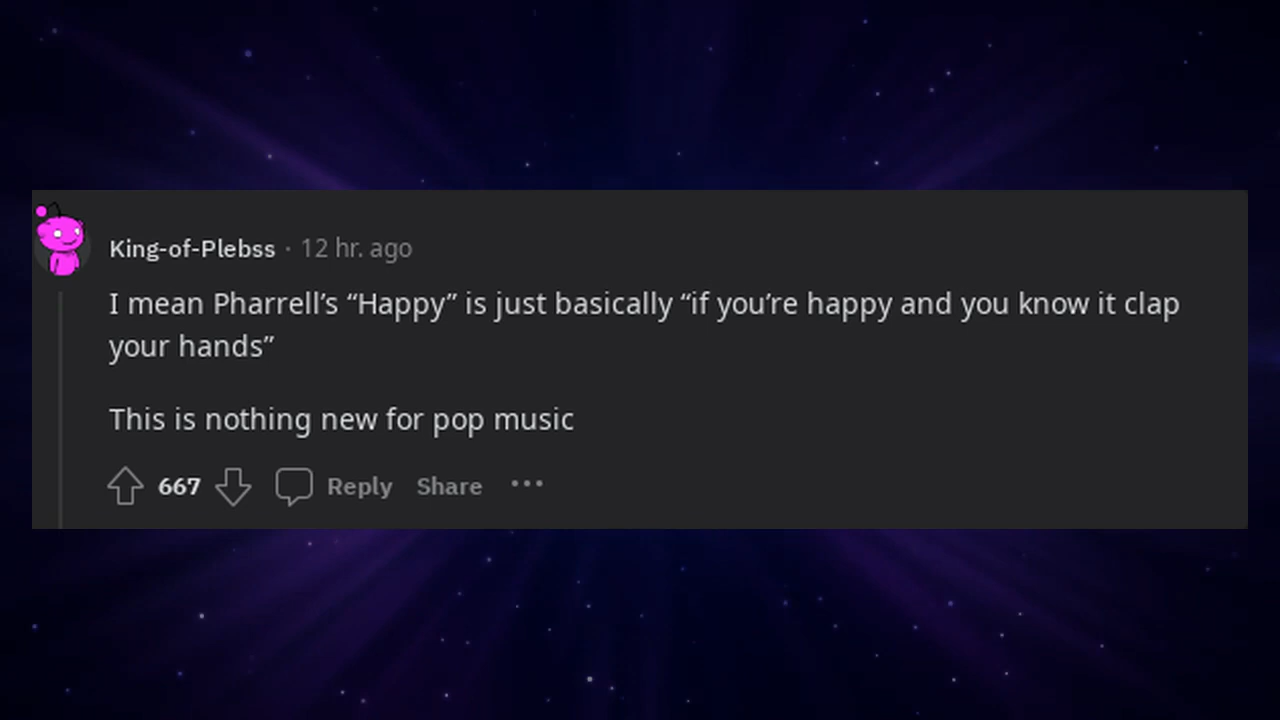 King-of-Plebss · 12 hr. ago
I mean Pharrell’s “Happy” is just basically “if you’re happy and you know it clap
your hands”
This is nothing new for pop music
667 Reply Share ···